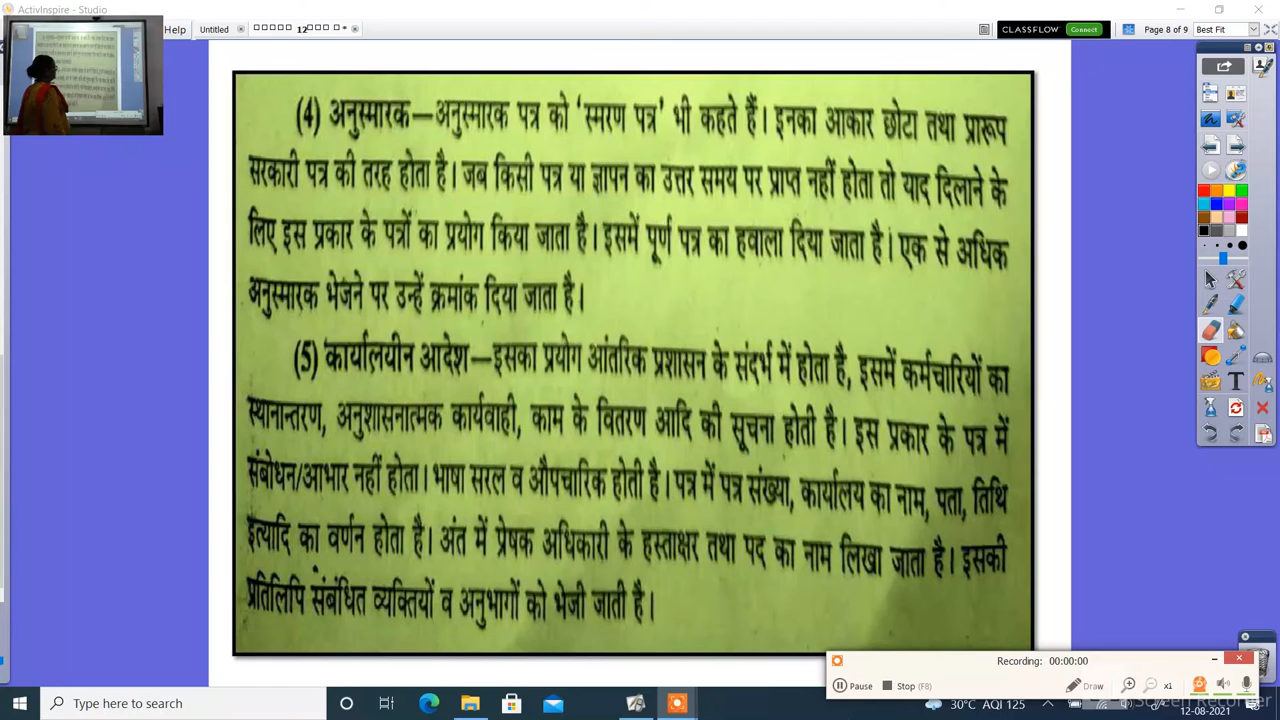 ActivInspire - Studio
Help
Untitled
12
CLASSFLOW
Connect
Page 8 of 9
Best Fit
(4) अनुस्मारक—अनुस्मारक पत्र को ‘स्मरण पत्र’ भी कहते हैं। इनका आकार छोटा तथा प्रारूप
सरकारी पत्र की तरह होता है। जब किसी पत्र या ज्ञापन का उत्तर समय पर प्राप्त नहीं होता तो याद दिलाने के
लिए इस प्रकार के पत्रों का प्रयोग किया जाता है। इसमें पूर्ण पत्र का हवाला दिया जाता है। एक से अधिक
अनुस्मारक भेजने पर उन्हें क्रमांक दिया जाता है।
(5) कार्यालयीन आदेश—इसका प्रयोग आंतरिक प्रशासन के संदर्भ में होता है, इसमें कर्मचारियों का
स्थानान्तरण, अनुशासनात्मक कार्यवाही, काम के वितरण आदि की सूचना होती है। इस प्रकार के पत्र में
संबोधन/आभार नहीं होता। भाषा सरल व औपचारिक होती है। पत्र में पत्र संख्या, कार्यालय का नाम, पता, तिथि
इत्यादि का वर्णन होता है। अंत में प्रेषक अधिकारी के हस्ताक्षर तथा पद का नाम लिखा जाता है। इसकी
प्रतिलिपि संबंधित व्यक्तियों व अनुभागों को भेजी जाती है।
Recording: 00:00:00
Pause
Stop (F8)
Draw
x1
Screen Recorder
Type here to search
30°C AQI 125
12-08-2021